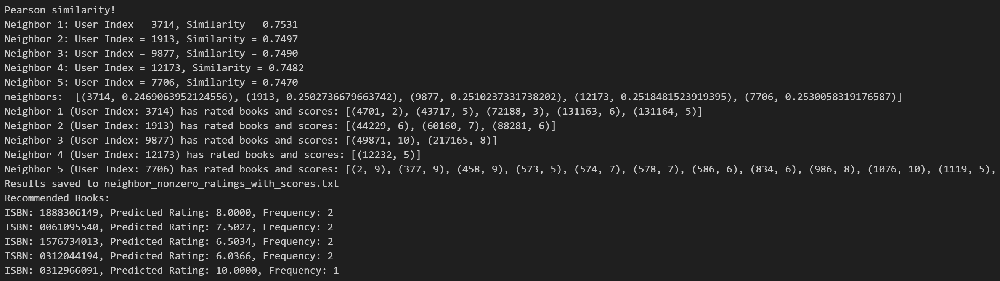 Pearson similarity!
Neighbor 1: User Index = 3714, Similarity = 0.7531
Neighbor 2: User Index = 1913, Similarity = 0.7497
Neighbor 3: User Index = 9877, Similarity = 0.7490
Neighbor 4: User Index = 12173, Similarity = 0.7482
Neighbor 5: User Index = 7706, Similarity = 0.7470
neighbors:  [(3714, 0.2469063952124556), (1913, 0.2502736679663742), (9877, 0.2510237331738202), (12173, 0.2518481523919395), (7706, 0.2530058319176587)]
Neighbor 1 (User Index: 3714) has rated books and scores: [(4701, 2), (43717, 5), (72188, 3), (131163, 6), (131164, 5)]
Neighbor 2 (User Index: 1913) has rated books and scores: [(44229, 6), (60160, 7), (88281, 6)]
Neighbor 3 (User Index: 9877) has rated books and scores: [(49871, 10), (217165, 8)]
Neighbor 4 (User Index: 12173) has rated books and scores: [(12232, 5)]
Neighbor 5 (User Index: 7706) has rated books and scores: [(2, 9), (377, 9), (458, 9), (573, 5), (574, 7), (578, 7), (586, 6), (834, 6), (986, 8), (1076, 10), (1119, 5),
Results saved to neighbor_nonzero_ratings_with_scores.txt
Recommended Books:
ISBN: 1888306149, Predicted Rating: 8.0000, Frequency: 2
ISBN: 0061095540, Predicted Rating: 7.5027, Frequency: 2
ISBN: 1576734013, Predicted Rating: 6.5034, Frequency: 2
ISBN: 0312044194, Predicted Rating: 6.0366, Frequency: 2
ISBN: 0312966091, Predicted Rating: 10.0000, Frequency: 1